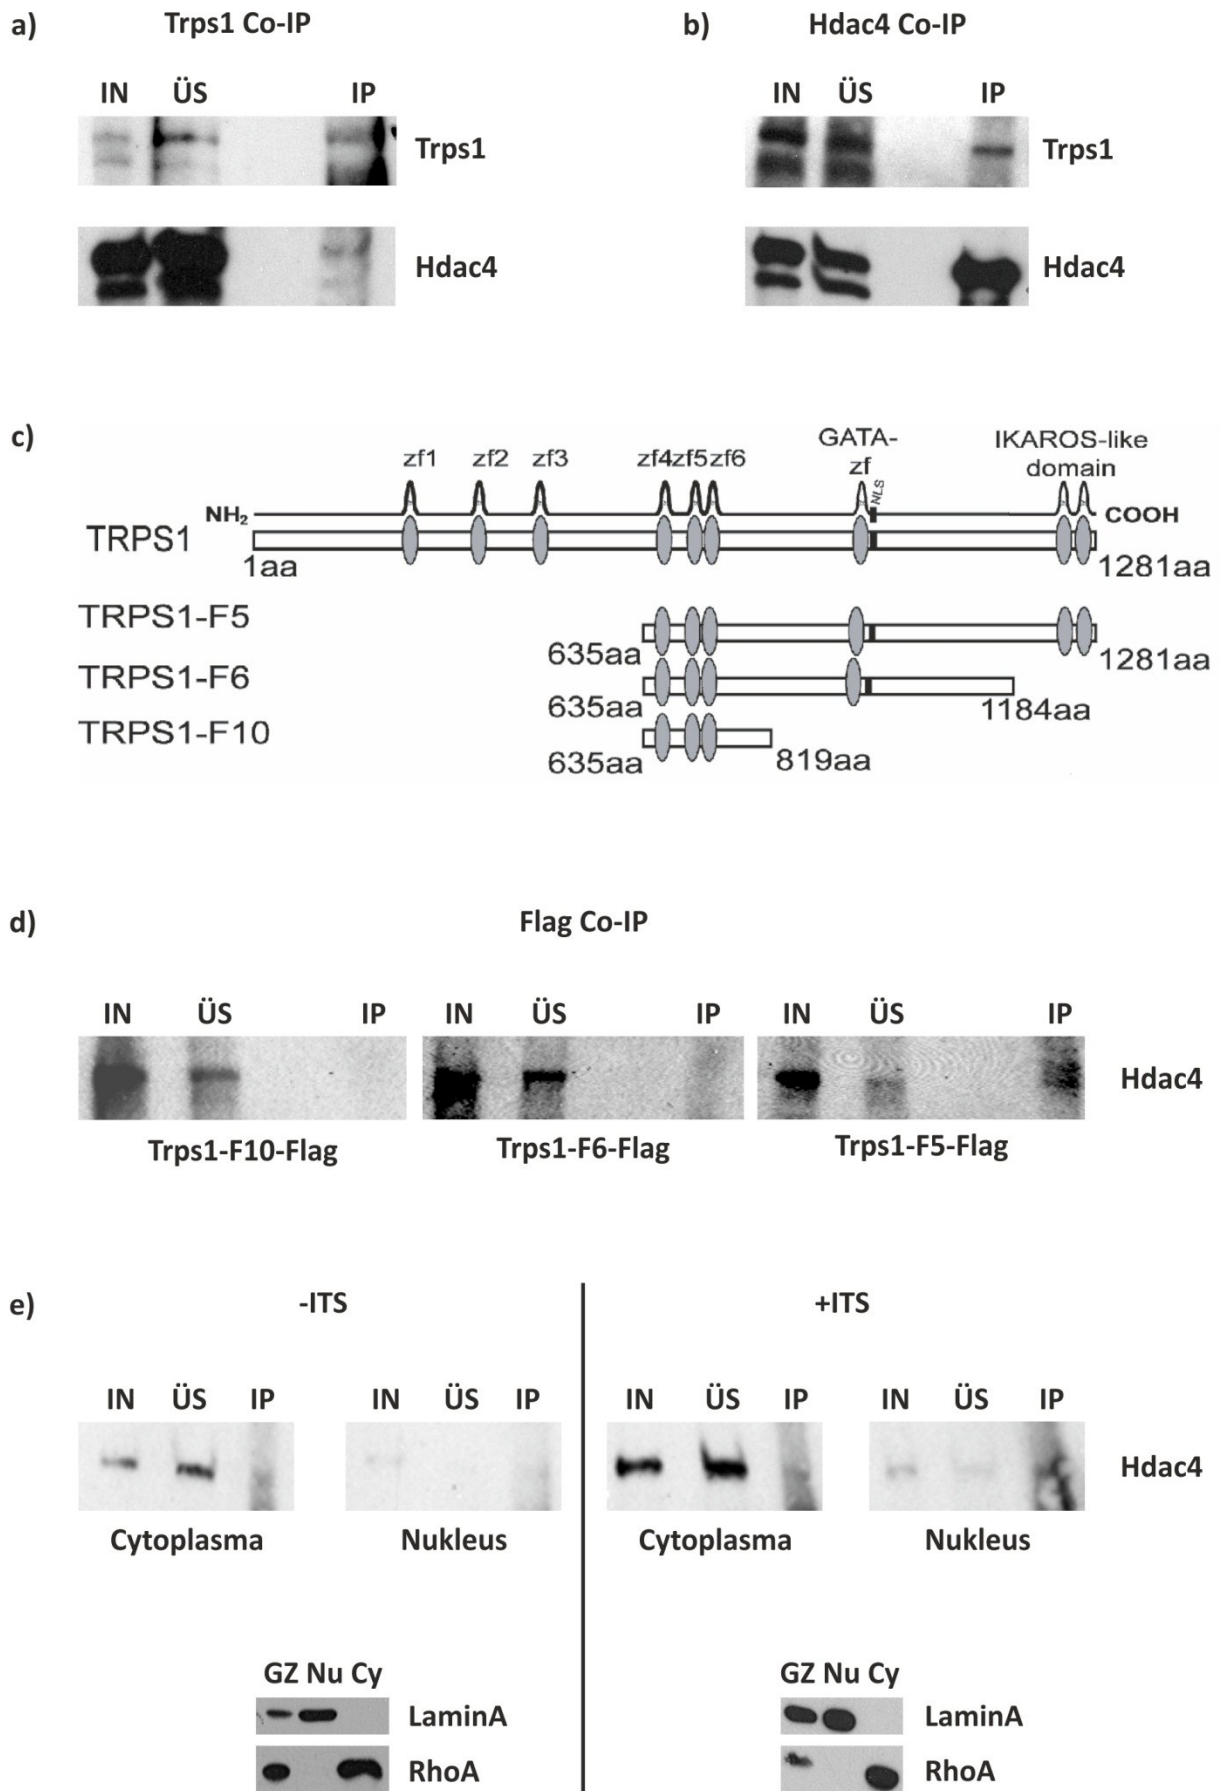 a) Trps1 Co-IP
IN ÜS IP
Trps1
Hdac4
b) Hdac4 Co-IP
IN ÜS IP
Trps1
Hdac4
c)
zf1 zf2 zf3 zf4 zf5 zf6 GATA-zf NLS IKAROS-like domain
NH2 COOH
TRPS1
1aa 1281aa
TRPS1-F5
635aa 1281aa
TRPS1-F6
635aa 1184aa
TRPS1-F10
635aa 819aa
d) Flag Co-IP
IN ÜS IP IN ÜS IP IN ÜS IP
Hdac4
Trps1-F10-Flag Trps1-F6-Flag Trps1-F5-Flag
e) -ITS +ITS
IN ÜS IP IN ÜS IP IN ÜS IP IN ÜS IP
Hdac4
Cytoplasma Nukleus Cytoplasma Nukleus
GZ Nu Cy GZ Nu Cy
LaminA LaminA
RhoA RhoA